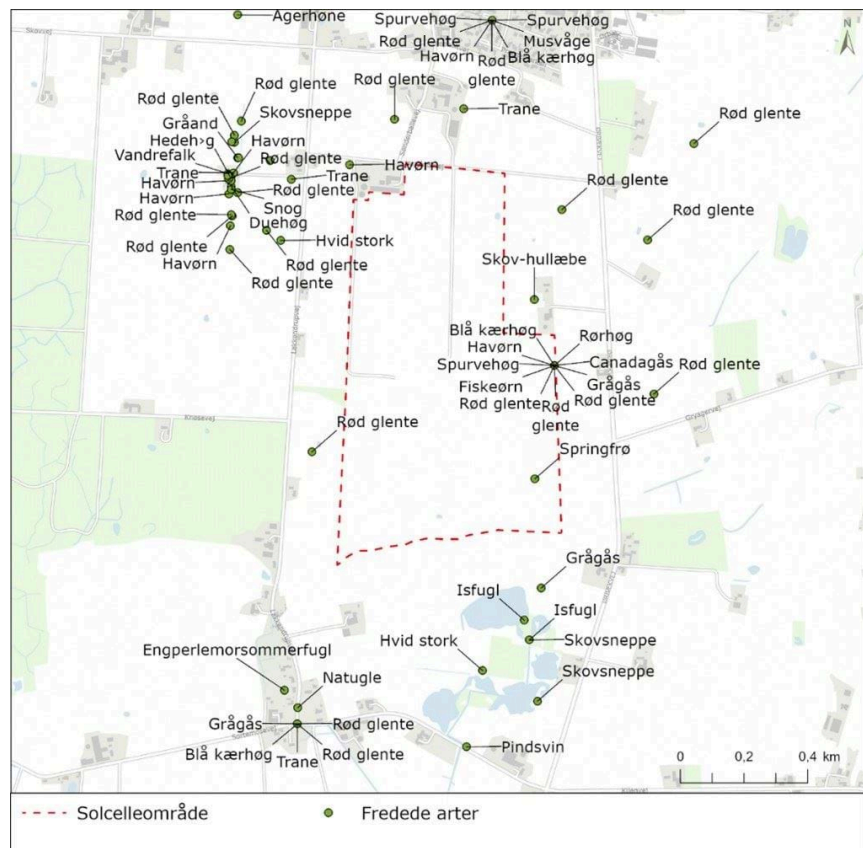 Agerhøne
Spurvehøg
Spurvehøg
Rød glente
Musvåge
Havørn
Rød
glente
Blå kærhøg
Skovvej
N
Rød glente
Rød glente
Trane
Rød glente
Skovsneppe
Rød glente
Gråand
Hedeh>g
Havørn
Vandrefalk
Rød glente
Havørn
Trane
Trane
Havørn
Rød glente
Havørn
Snog
Rød glente
Duehøg
Rød glente
Rød glente
Hvid stork
Rød glente
Havørn
Rød glente
Rød glente
Skov-hullæbe
Blå kærhøg
Rørhøg
Havørn
Canadagås
Spurvehøg
Grågås
Rød glente
Fiskeørn
Rød glente
Rød glente
Rød
glente
Rød glente
Springfrø
Grågås
Isfugl
Isfugl
Hvid stork
Skovsneppe
Engperlemorsommerfugl
Skovsneppe
Natugle
Grågås
Rød glente
Blå kærhøg
Rød glente
Trane
Pindsvin
0 0,2 0,4 km
Solcelleområde
Fredede arter